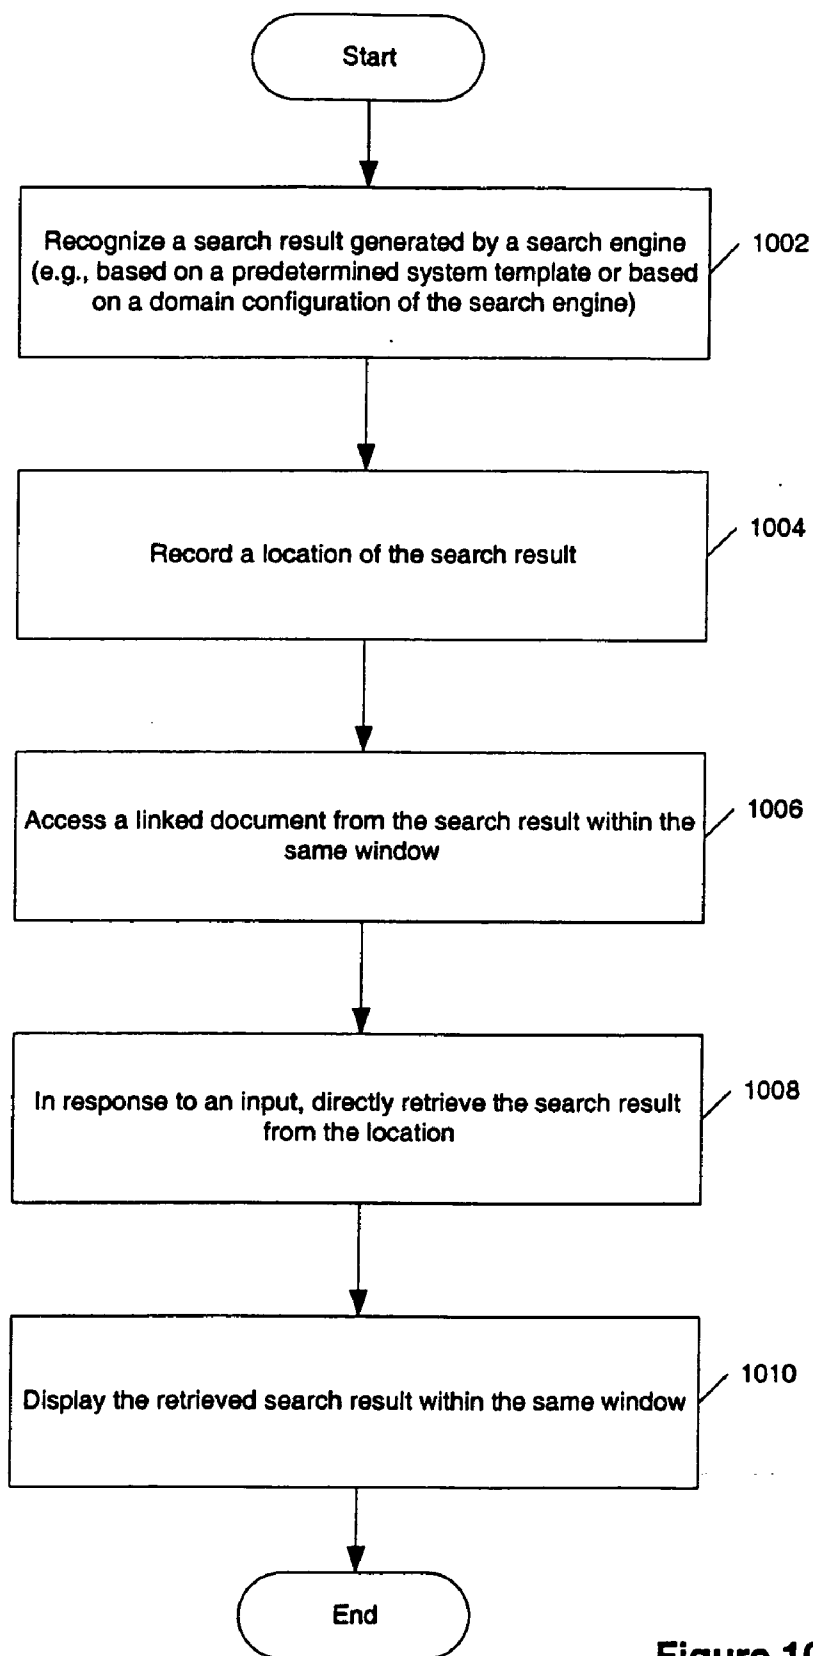 Start
Recognize a search result generated by a search engine
(e.g., based on a predetermined system template or based
on a domain configuration of the search engine)
1002
Record a location of the search result
1004
Access a linked document from the search result within the
same window
1006
In response to an input, directly retrieve the search result
from the location
1008
Display the retrieved search result within the same window
1010
End
Figure 10